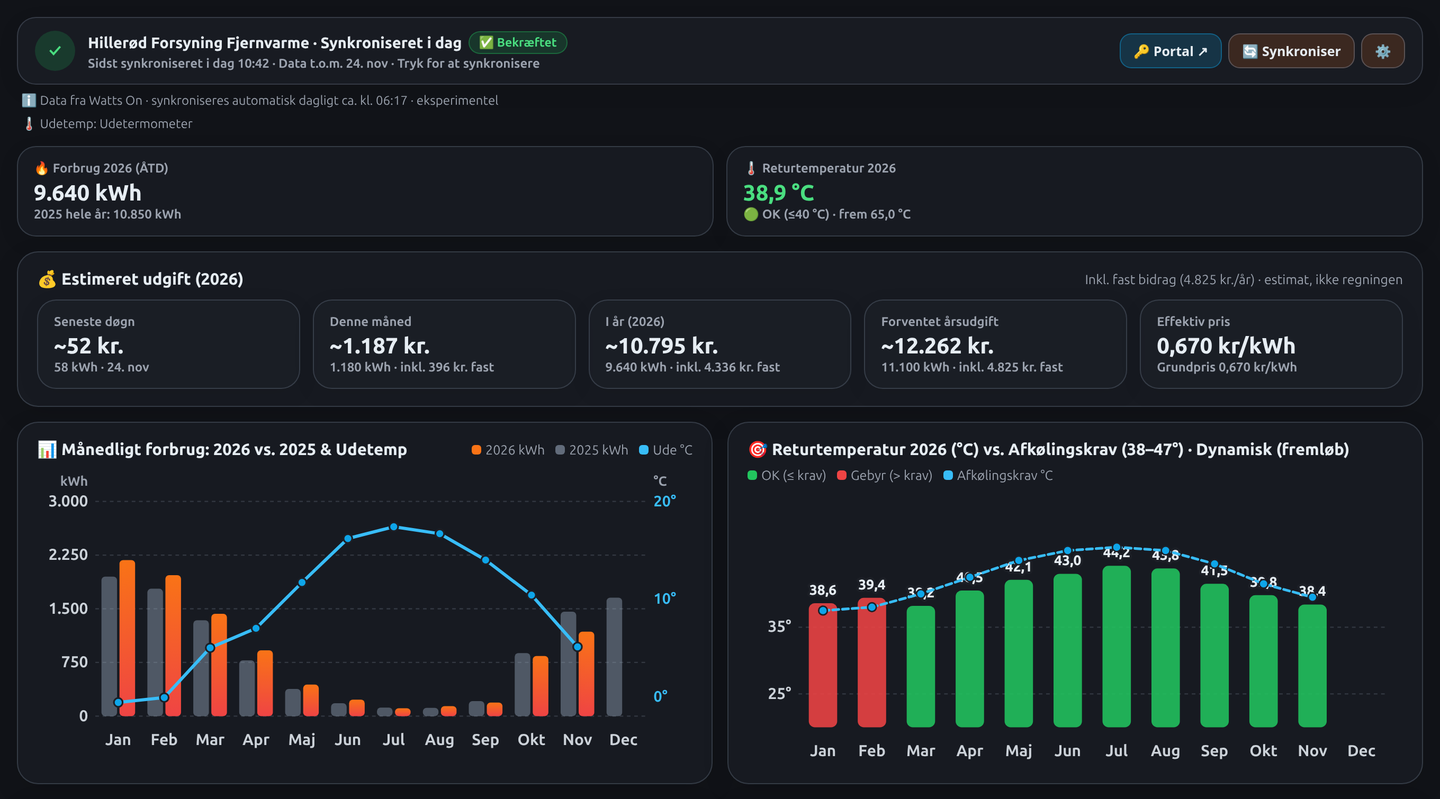 Hillerød Forsyning Fjernvarme · Synkroniseret i dag ✅ Bekræftet
Sidst synkroniseret i dag 10:42 · Data t.o.m. 24. nov · Tryk for at synkronisere
🔑 Portal ↗
🔄 Synkroniser
ℹ️ Data fra Watts On · synkroniseres automatisk dagligt ca. kl. 06:17 · eksperimentel
🌡️ Udetemp: Udetermometer
🔥 Forbrug 2026 (ÅTD)
9.640 kWh
2025 hele år: 10.850 kWh
🌡️ Returtemperatur 2026
38,9 °C
🟢 OK (≤40 °C) · frem 65,0 °C
💰 Estimeret udgift (2026)
Inkl. fast bidrag (4.825 kr./år) · estimat, ikke regningen
Seneste døgn
~52 kr.
58 kWh · 24. nov
Denne måned
~1.187 kr.
1.180 kWh · inkl. 396 kr. fast
I år (2026)
~10.795 kr.
9.640 kWh · inkl. 4.336 kr. fast
Forventet årsudgift
~12.262 kr.
11.100 kWh · inkl. 4.825 kr. fast
Effektiv pris
0,670 kr/kWh
Grundpris 0,670 kr/kWh
📊 Månedligt forbrug: 2026 vs. 2025 & Udetemp
2026 kWh 2025 kWh Ude °C
kWh °C
3.000 20°
2.250
1.500 10°
750
0 0°
Jan Feb Mar Apr Maj Jun Jul Aug Sep Okt Nov Dec
🎯 Returtemperatur 2026 (°C) vs. Afkølingskrav (38–47°) · Dynamisk (fremløb)
OK (≤ krav) Gebyr (> krav) Afkølingskrav °C
38,6 39,4 42,1 43,0 44,2 43,8 41,5 38,4
35°
25°
Jan Feb Mar Apr Maj Jun Jul Aug Sep Okt Nov Dec